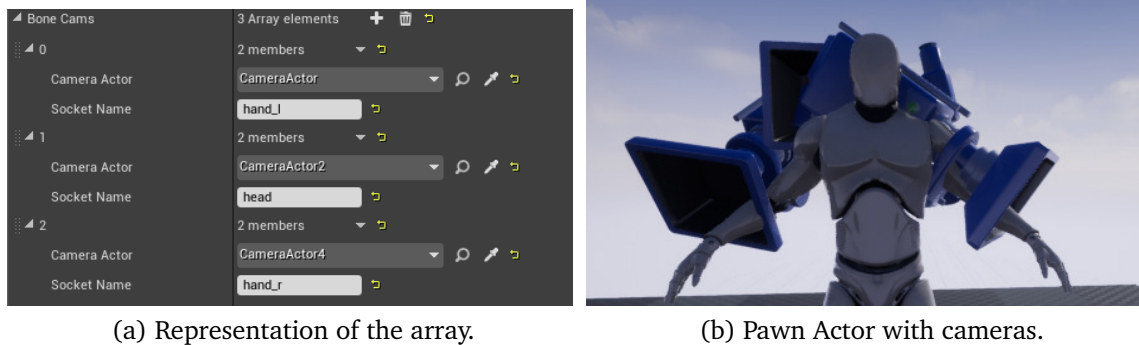 Bone Cams 3 Array elements
0 2 members
Camera Actor CameraActor
Socket Name hand_l
1 2 members
Camera Actor CameraActor2
Socket Name head
2 2 members
Camera Actor CameraActor4
Socket Name hand_r
(a) Representation of the array.
(b) Pawn Actor with cameras.